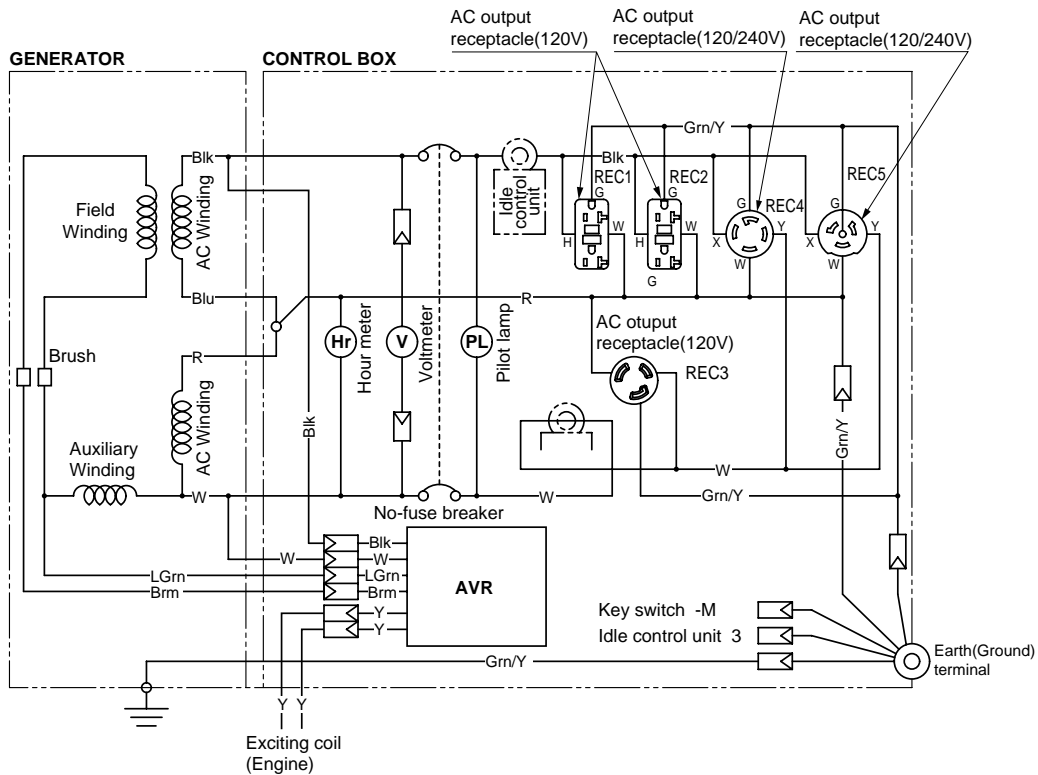 AC output
receptacle(120V)
AC output
receptacle(120/240V)
AC output
receptacle(120/240V)
GENERATOR
CONTROL BOX
Grn/Y
Blk
Blk
REC1
REC2
REC4
REC5
G
G
G
G
Idle
control
unit
Field
Winding
AC Winding
H
W
H
W
X
Y
X
Y
W
W
G
Blu
R
AC otuput
receptacle(120V)
Hr
Hour meter
V
Voltmeter
PL
Pilot lamp
R
Brush
REC3
AC Winding
Blk
Grn/Y
Auxiliary
Winding
W
W
W
Grn/Y
No-fuse breaker
Blk
W
W
LGrn
LGrn
Brm
Brm
AVR
Y
Y
Key switch -M
Idle control unit 3
Grn/Y
Earth(Ground)
terminal
Y
Y
Exciting coil
(Engine)